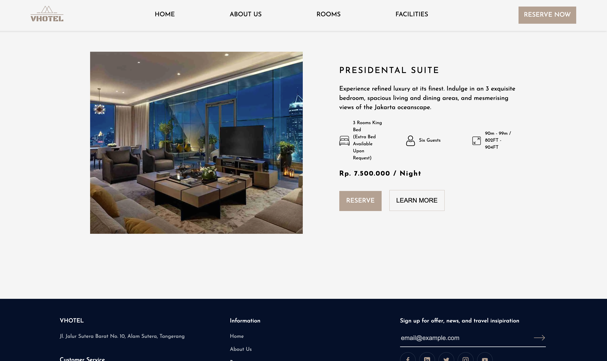 VHOTEL
HOME
ABOUT US
ROOMS
FACILITIES
RESERVE NOW
PRESIDENTIAL SUITE
Experience refined luxury at its finest. Indulge in an 3 exquisite
bedroom, spacious living and dining areas, and mesmerising
views of the Jakarta oceanscape.
3 Rooms King
Bed
(Extra Bed
Available
Upon
Request)
Six Guests
90m - 99m /
802FT -
904FT
Rp. 7.500.000 / Night
RESERVE
LEARN MORE
VHOTEL
Jl. Jalur Sutera Barat No. 10, Alam Sutera, Tangerang
Customer Service
Information
Home
About Us
Sign up for offer, news, and travel insipiration
email@example.com